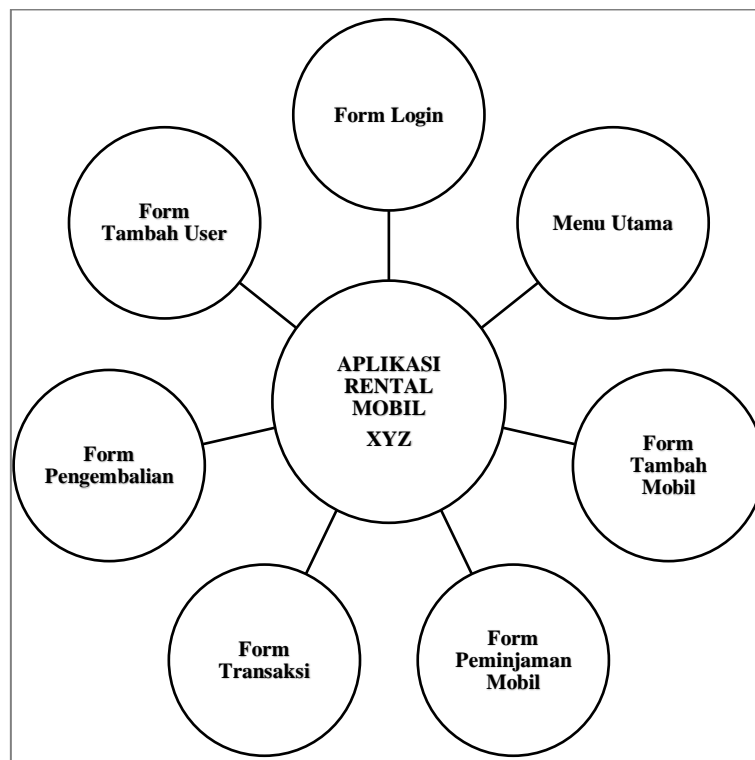 Form Login
Menu Utama
Form
Tambah User
APLIKASI
RENTAL
MOBIL
XYZ
Form
Tambah
Mobil
Form
Pengembalian
Form
Peminjaman
Mobil
Form
Transaksi